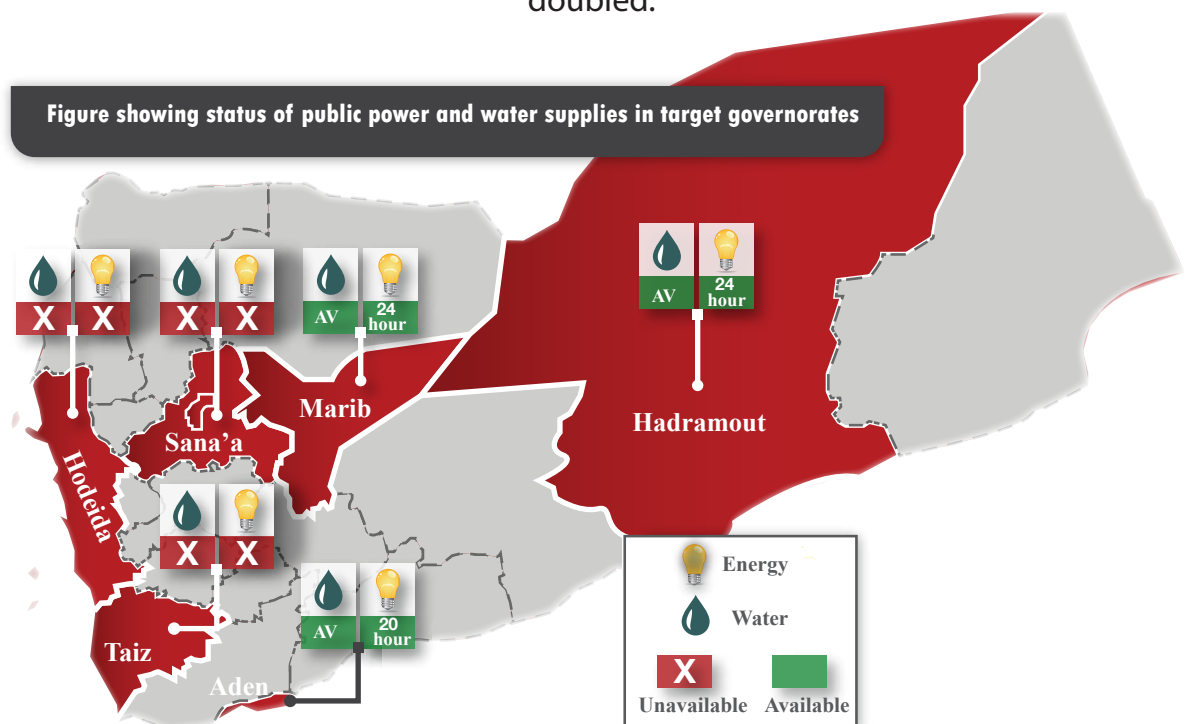 doubled.
Figure showing status of public power and water supplies in target governorates
X X
X X
AV 24 hour
AV 24 hour
Marib
Hadramout
Sana'a
Hodeida
X X
AV 20 hour
Taiz
Aden
Energy
Water
X
Unavailable Available